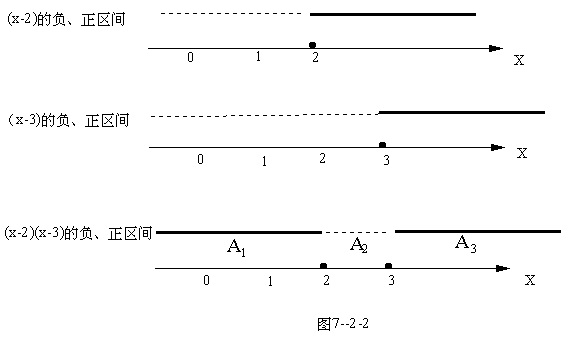 (x-2)的负、正区间
0 1 2 X
（x-3)的负、正区间
0 1 2 3 X
(x-2)(x-3)的负、正区间
A1 A2 A3
0 1 2 3 X
图7--2-2